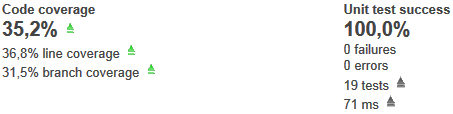 Code coverage
35,2%
36,8% line coverage
31,5% branch coverage
Unit test success
100,0%
0 failures
0 errors
19 tests
71 ms